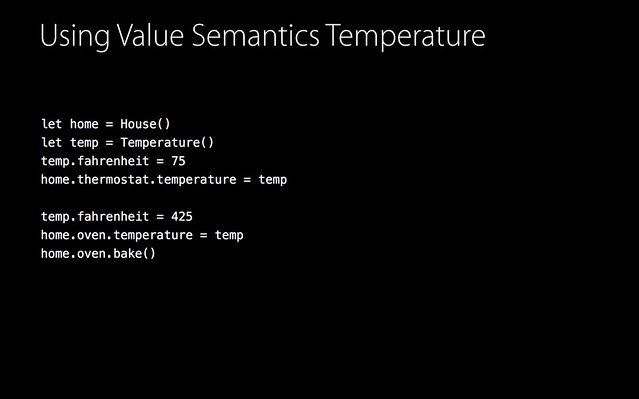 Using Value Semantics Temperature
let home = House()
let temp = Temperature()
temp.fahrenheit = 75
home.thermostat.temperature = temp
temp.fahrenheit = 425
home.oven.temperature = temp
home.oven.bake()